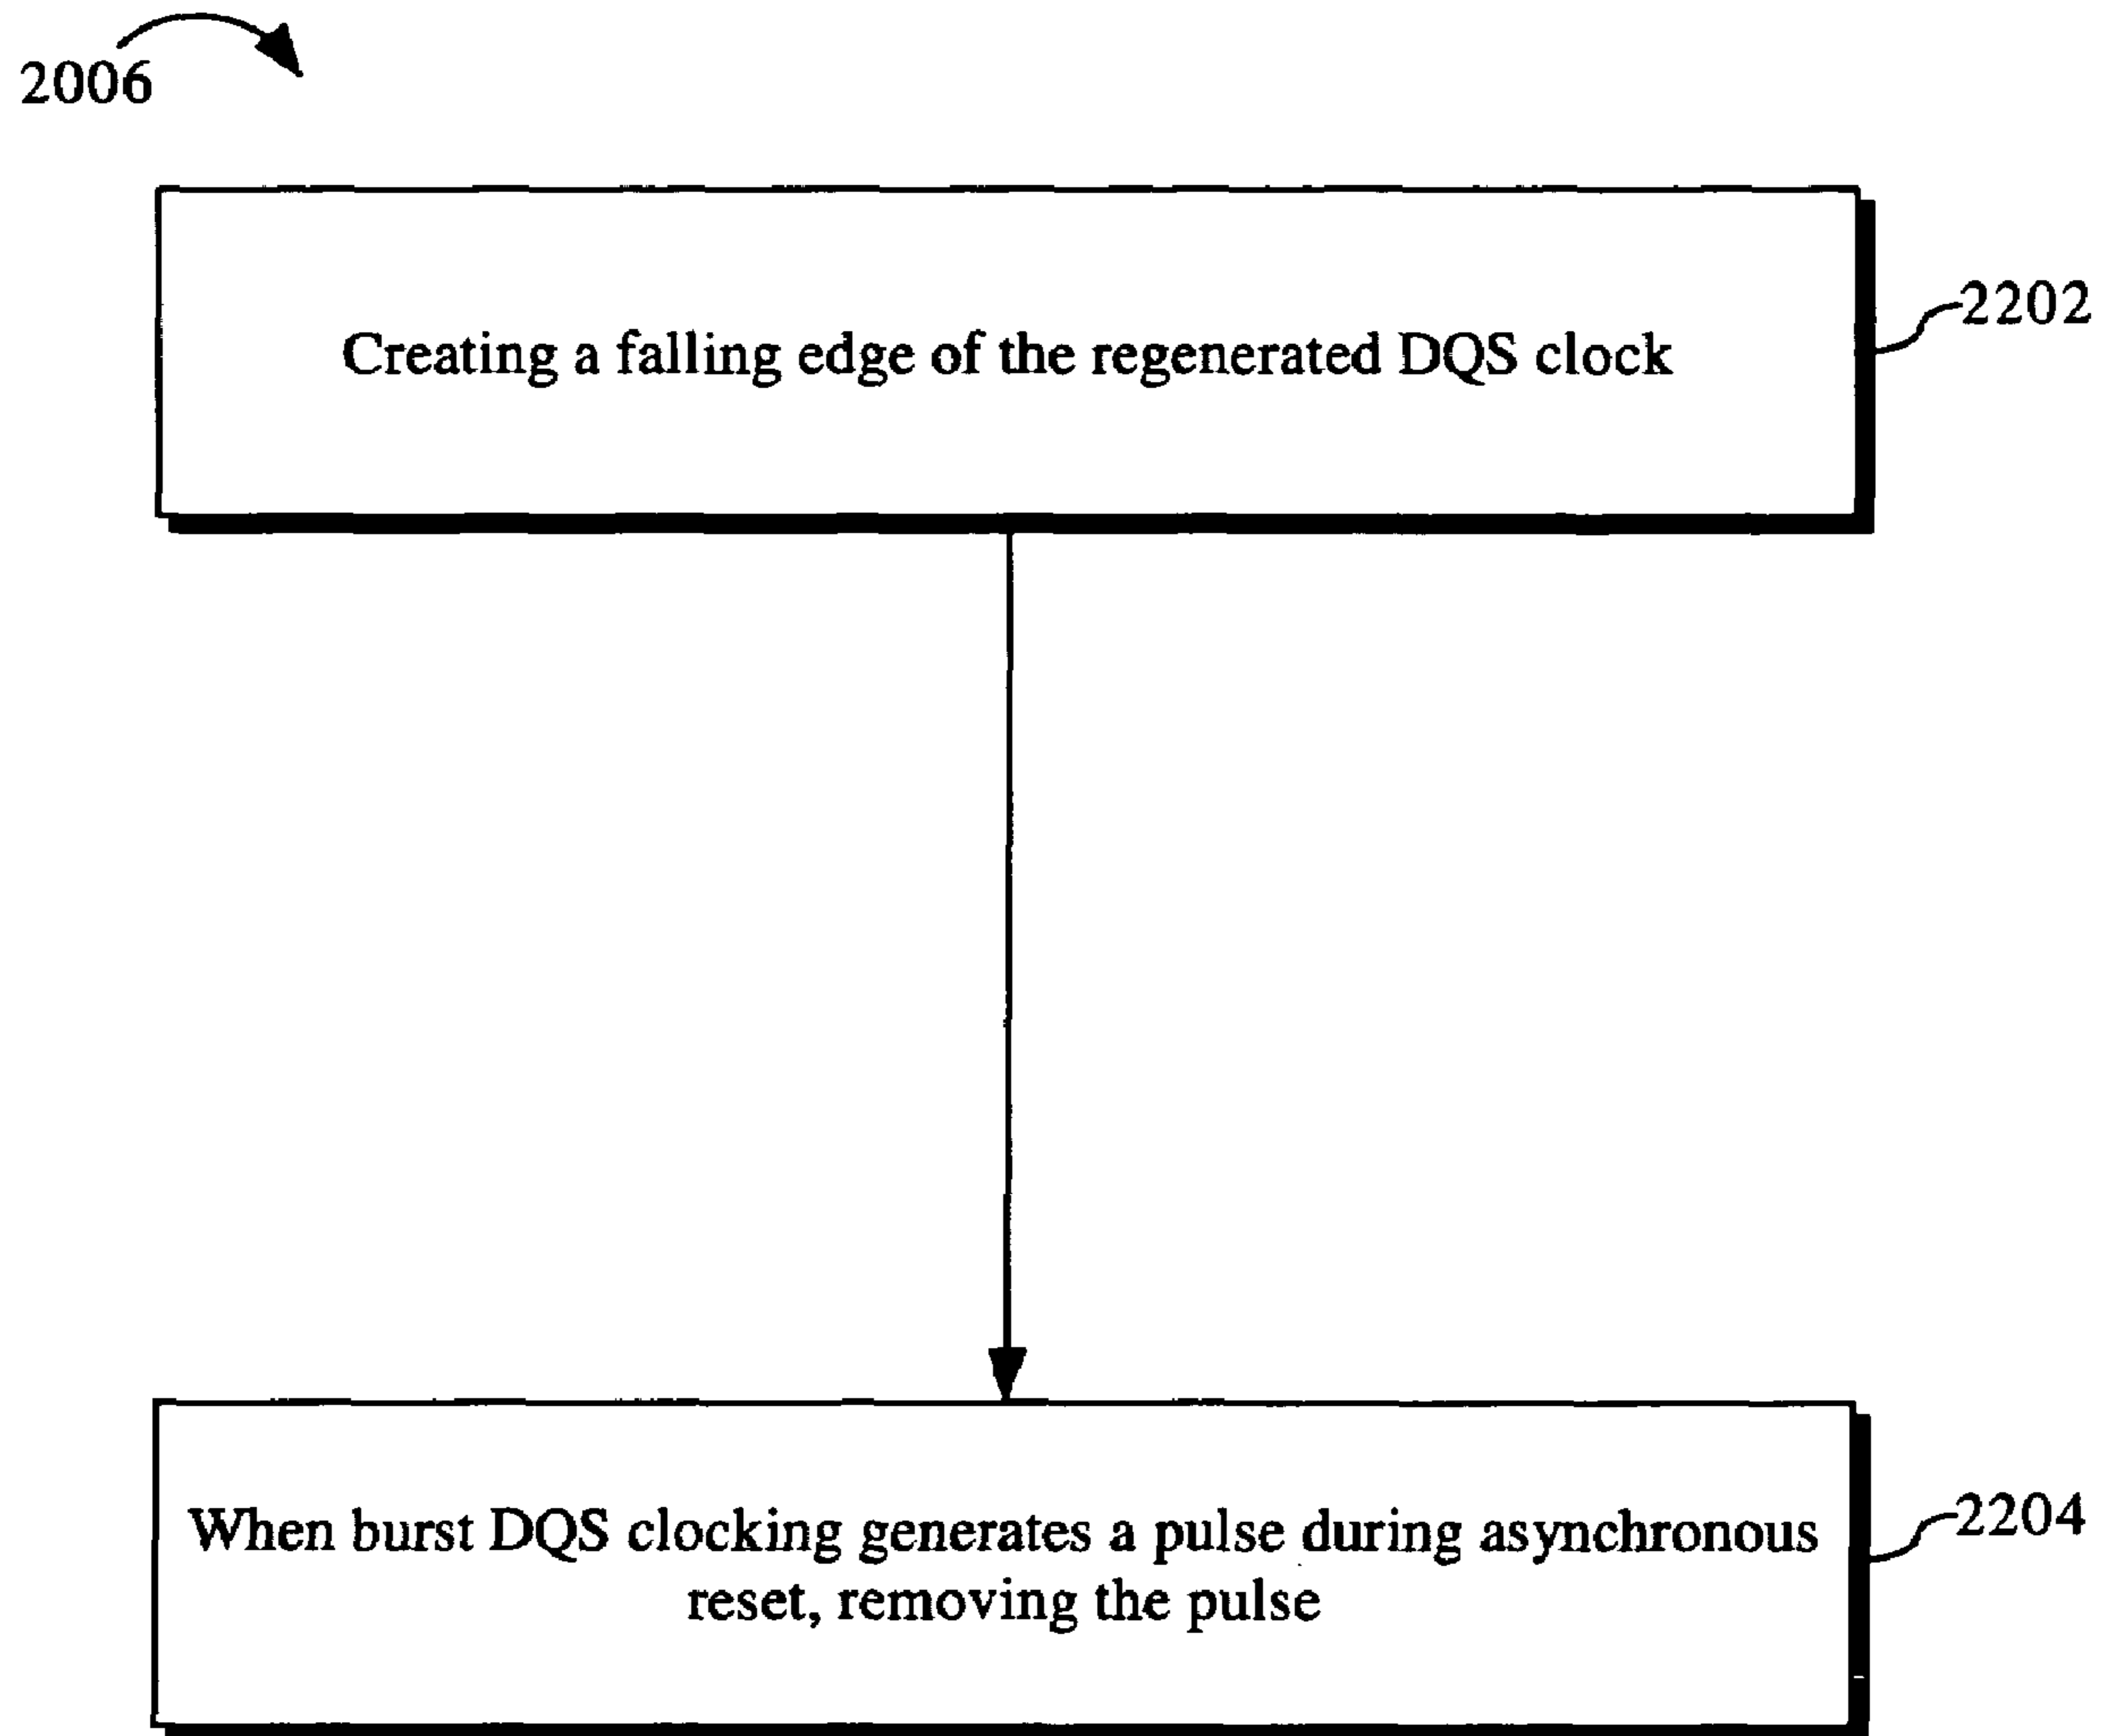 2006
Creating a falling edge of the regenerated DQS clock
2202
When burst DQS clocking generates a pulse during asynchronous
reset, removing the pulse
2204